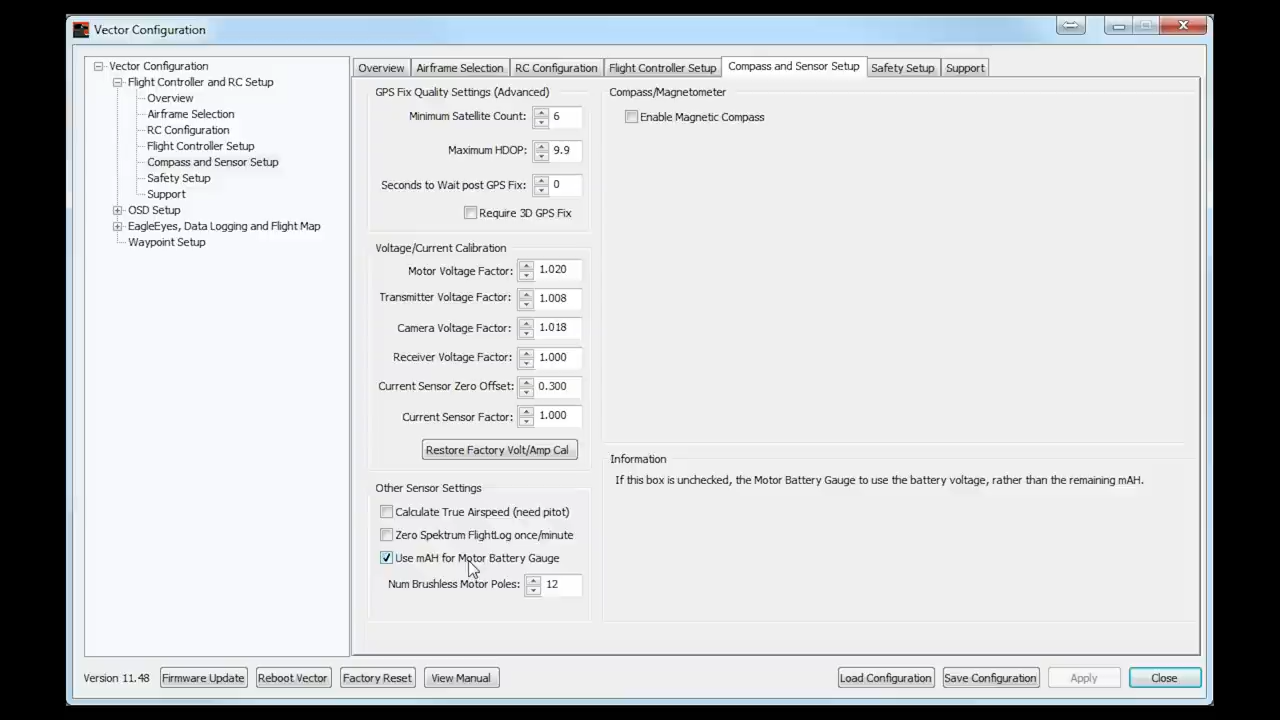 Vector Configuration
Vector Configuration
Flight Controller and RC Setup
Overview
Airframe Selection
RC Configuration
Flight Controller Setup
Compass and Sensor Setup
Safety Setup
Support
OSD Setup
EagleEyes, Data Logging and Flight Map
Waypoint Setup
Overview Airframe Selection RC Configuration Flight Controller Setup Compass and Sensor Setup Safety Setup Support
GPS Fix Quality Settings (Advanced)
Minimum Satellite Count: 6
Maximum HDOP: 9.9
Seconds to Wait post GPS Fix: 0
Require 3D GPS Fix
Voltage/Current Calibration
Motor Voltage Factor: 1.020
Transmitter Voltage Factor: 1.008
Camera Voltage Factor: 1.018
Receiver Voltage Factor: 1.000
Current Sensor Zero Offset: 0.300
Current Sensor Factor: 1.000
Restore Factory Volt/Amp Cal
Other Sensor Settings
Calculate True Airspeed (need pitot)
Zero Spektrum FlightLog once/minute
Use mAH for Motor Battery Gauge
Num Brushless Motor Poles: 12
Compass/Magnetometer
Enable Magnetic Compass
Information
If this box is unchecked, the Motor Battery Gauge to use the battery voltage, rather than the remaining mAH.
Version 11.48 Firmware Update Reboot Vector Factory Reset View Manual Load Configuration Save Configuration Apply Close